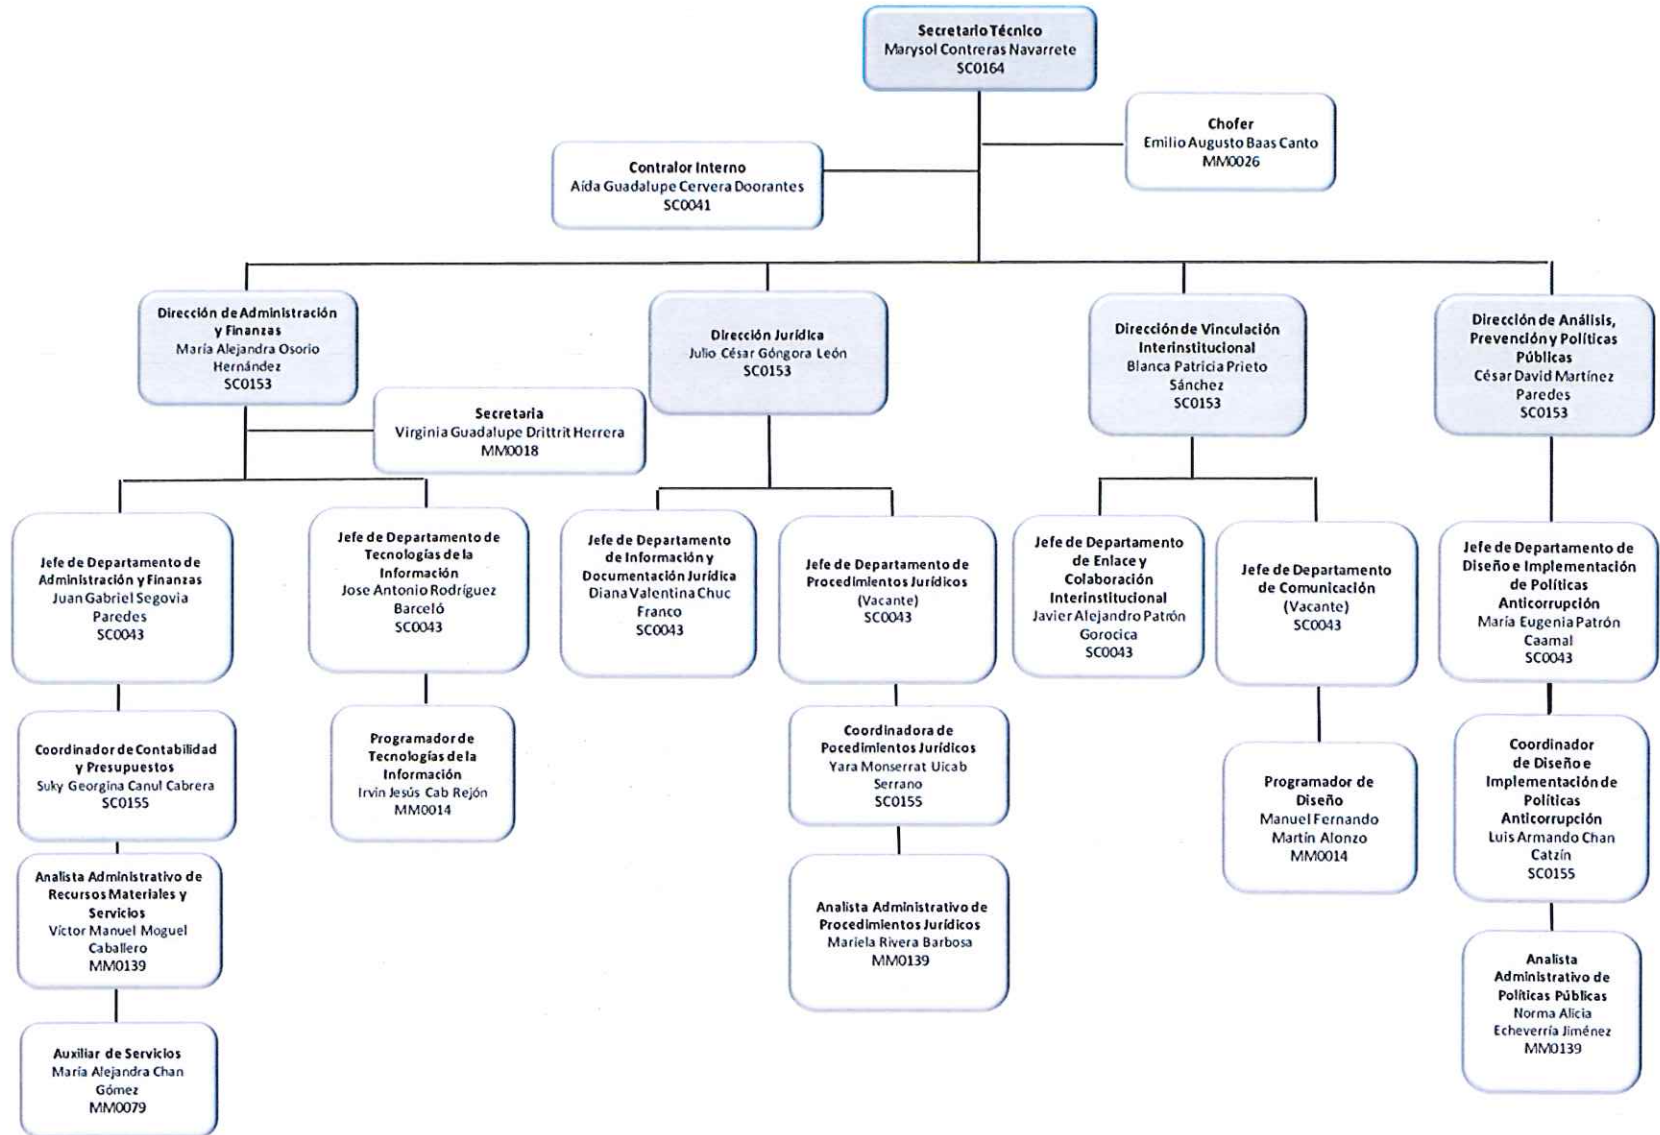 Secretario Técnico
Marysol Contreras Navarrete
SC0164
Chofer
Emilio Augusto Baas Canto
MM0026
Contralor Interno
Aída Guadalupe Cervera Doorantes
SC0041
Dirección de Administración
y Finanzas
María Alejandra Osorio
Hernández
SC0153
Dirección Jurídica
Julio César Góngora León
SC0153
Dirección de Vinculación
Interinstitucional
Blanca Patricia Prieto
Sánchez
SC0153
Dirección de Análisis,
Prevención y Políticas
Públicas
César David Martínez
Paredes
SC0153
Secretaria
Virginia Guadalupe Drittrit Herrera
MM0018
Jefe de Departamento de
Administración y Finanzas
Juan Gabriel Segovia
Paredes
SC0043
Jefe de Departamento de
Tecnologías de la
Información
Jose Antonio Rodríguez
Barceló
SC0043
Jefe de Departamento
de Información y
Documentación Jurídica
Diana Valentina Chuc
Franco
SC0043
Jefe de Departamento de
Procedimientos Jurídicos
(Vacante)
SC0043
Jefe de Departamento
de Enlace y
Colaboración
Interinstitucional
Javier Alejandro Patrón
Gorocica
SC0043
Jefe de Departamento
de Comunicación
(Vacante)
SC0043
Jefe de Departamento de
Diseño e Implementación
de Políticas
Anticorrupción
María Eugenia Patrón
Caamal
SC0043
Coordinador de Contabilidad
y Presupuestos
Suky Georgina Canul Cabrera
SC0155
Programador de
Tecnologías de la
Información
Irvin Jesús Cab Rejón
MM0014
Coordinadora de
Pocedimientos Jurídicos
Yara Monserrat Uicab
Serrano
SC0155
Programador de
Diseño
Manuel Fernando
Martín Alonzo
MM0014
Coordinador
de Diseño e
Implementación de
Políticas
Anticorrupción
Luis Armando Chan
Catzín
SC0155
Analista Administrativo de
Recursos Materiales y
Servicios
Víctor Manuel Moguel
Caballero
MM0139
Analista Administrativo de
Procedimientos Jurídicos
Mariela Rivera Barbosa
MM0139
Analista
Administrativo de
Políticas Públicas
Norma Alicia
Echeverría Jiménez
MM0139
Auxiliar de Servicios
María Alejandra Chan
Gómez
MM0079